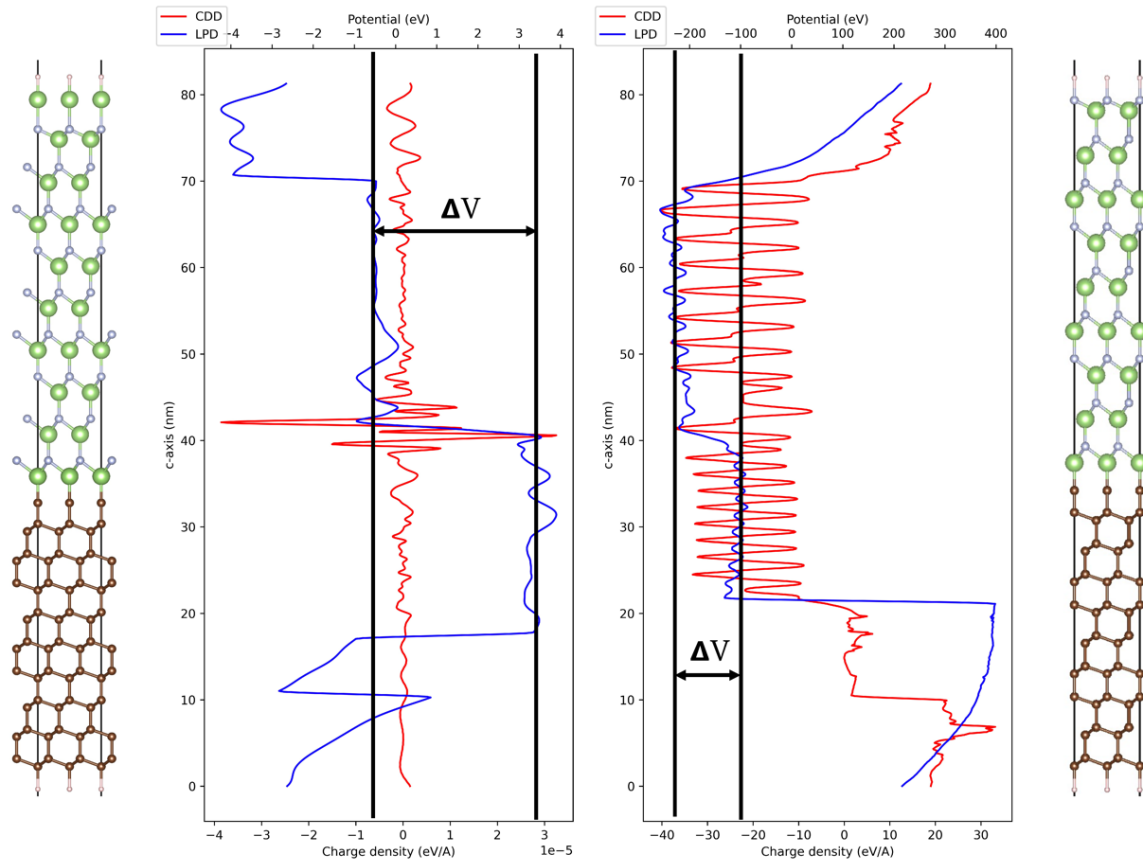 CDD
LPD
Potential (eV)
−4 −3 −2 −1 0 1 2 3 4
80
70
60
50
40
30
20
10
0
c-axis (nm)
ΔV
−4 −3 −2 −1 0 1 2 3
1e−5
Charge density (eV/A)
CDD
LPD
Potential (eV)
−200 −100 0 100 200 300 400
80
70
60
50
40
30
20
10
0
c-axis (nm)
ΔV
−40 −30 −20 −10 0 10 20 30
Charge density (eV/A)